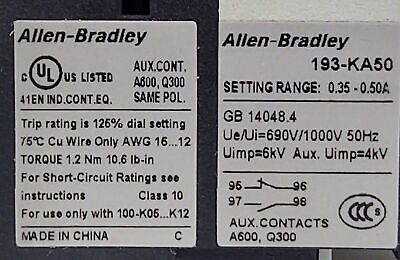 Allen-Bradley
c UL US LISTED
41EN IND.CONT.EQ.
AUX.CONT.
A600, Q300
SAME POL.
Trip rating is 125% dial setting
75°C Cu Wire Only AWG 16...12
TORQUE 1.2 Nm 10.6 lb-in
For Short-Circuit Ratings see
instructions Class 10
For use only with 100-K05...K12
MADE IN CHINA C
Allen-Bradley
193-KA50
SETTING RANGE: 0.35 - 0.50A
GB 14048.4
Ue/Ui=690V/1000V 50Hz
Uimp=6kV Aux. Uimp=4kV
95 96
97 98
AUX.CONTACTS
A600, Q300
CCC S